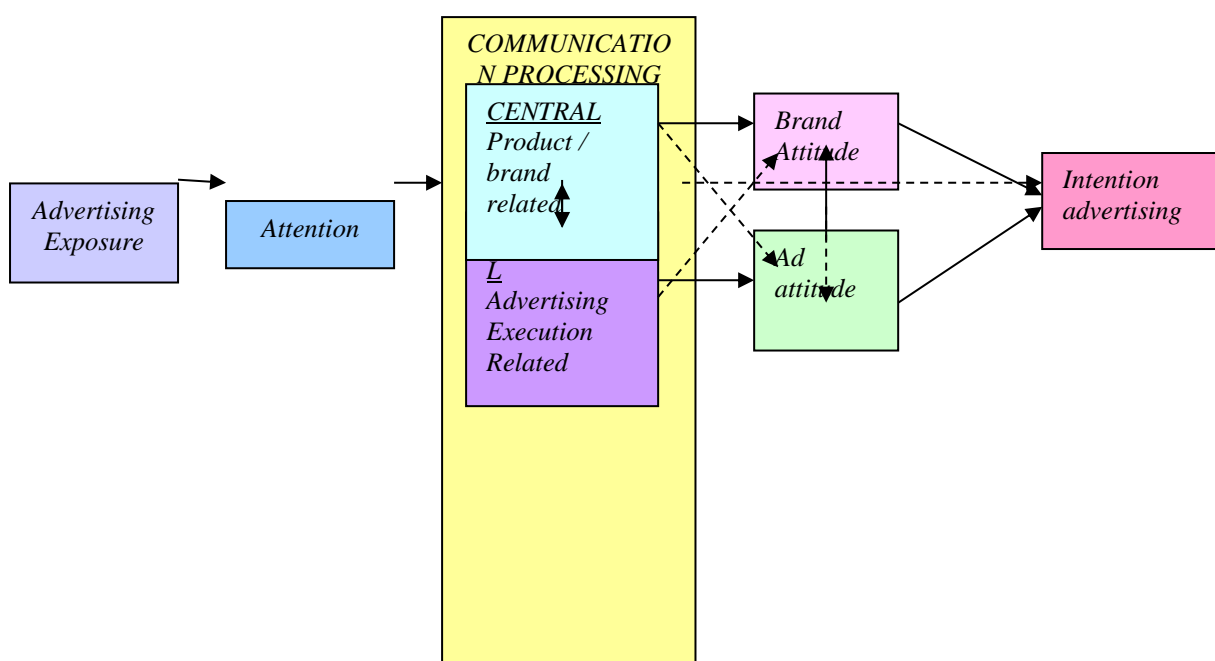 COMMUNICATIO
N PROCESSING
CENTRAL
Product /
brand
related
L
Advertising
Execution
Related
Advertising
Exposure
Attention
Brand
Attitude
Ad
attitude
Intention
advertising